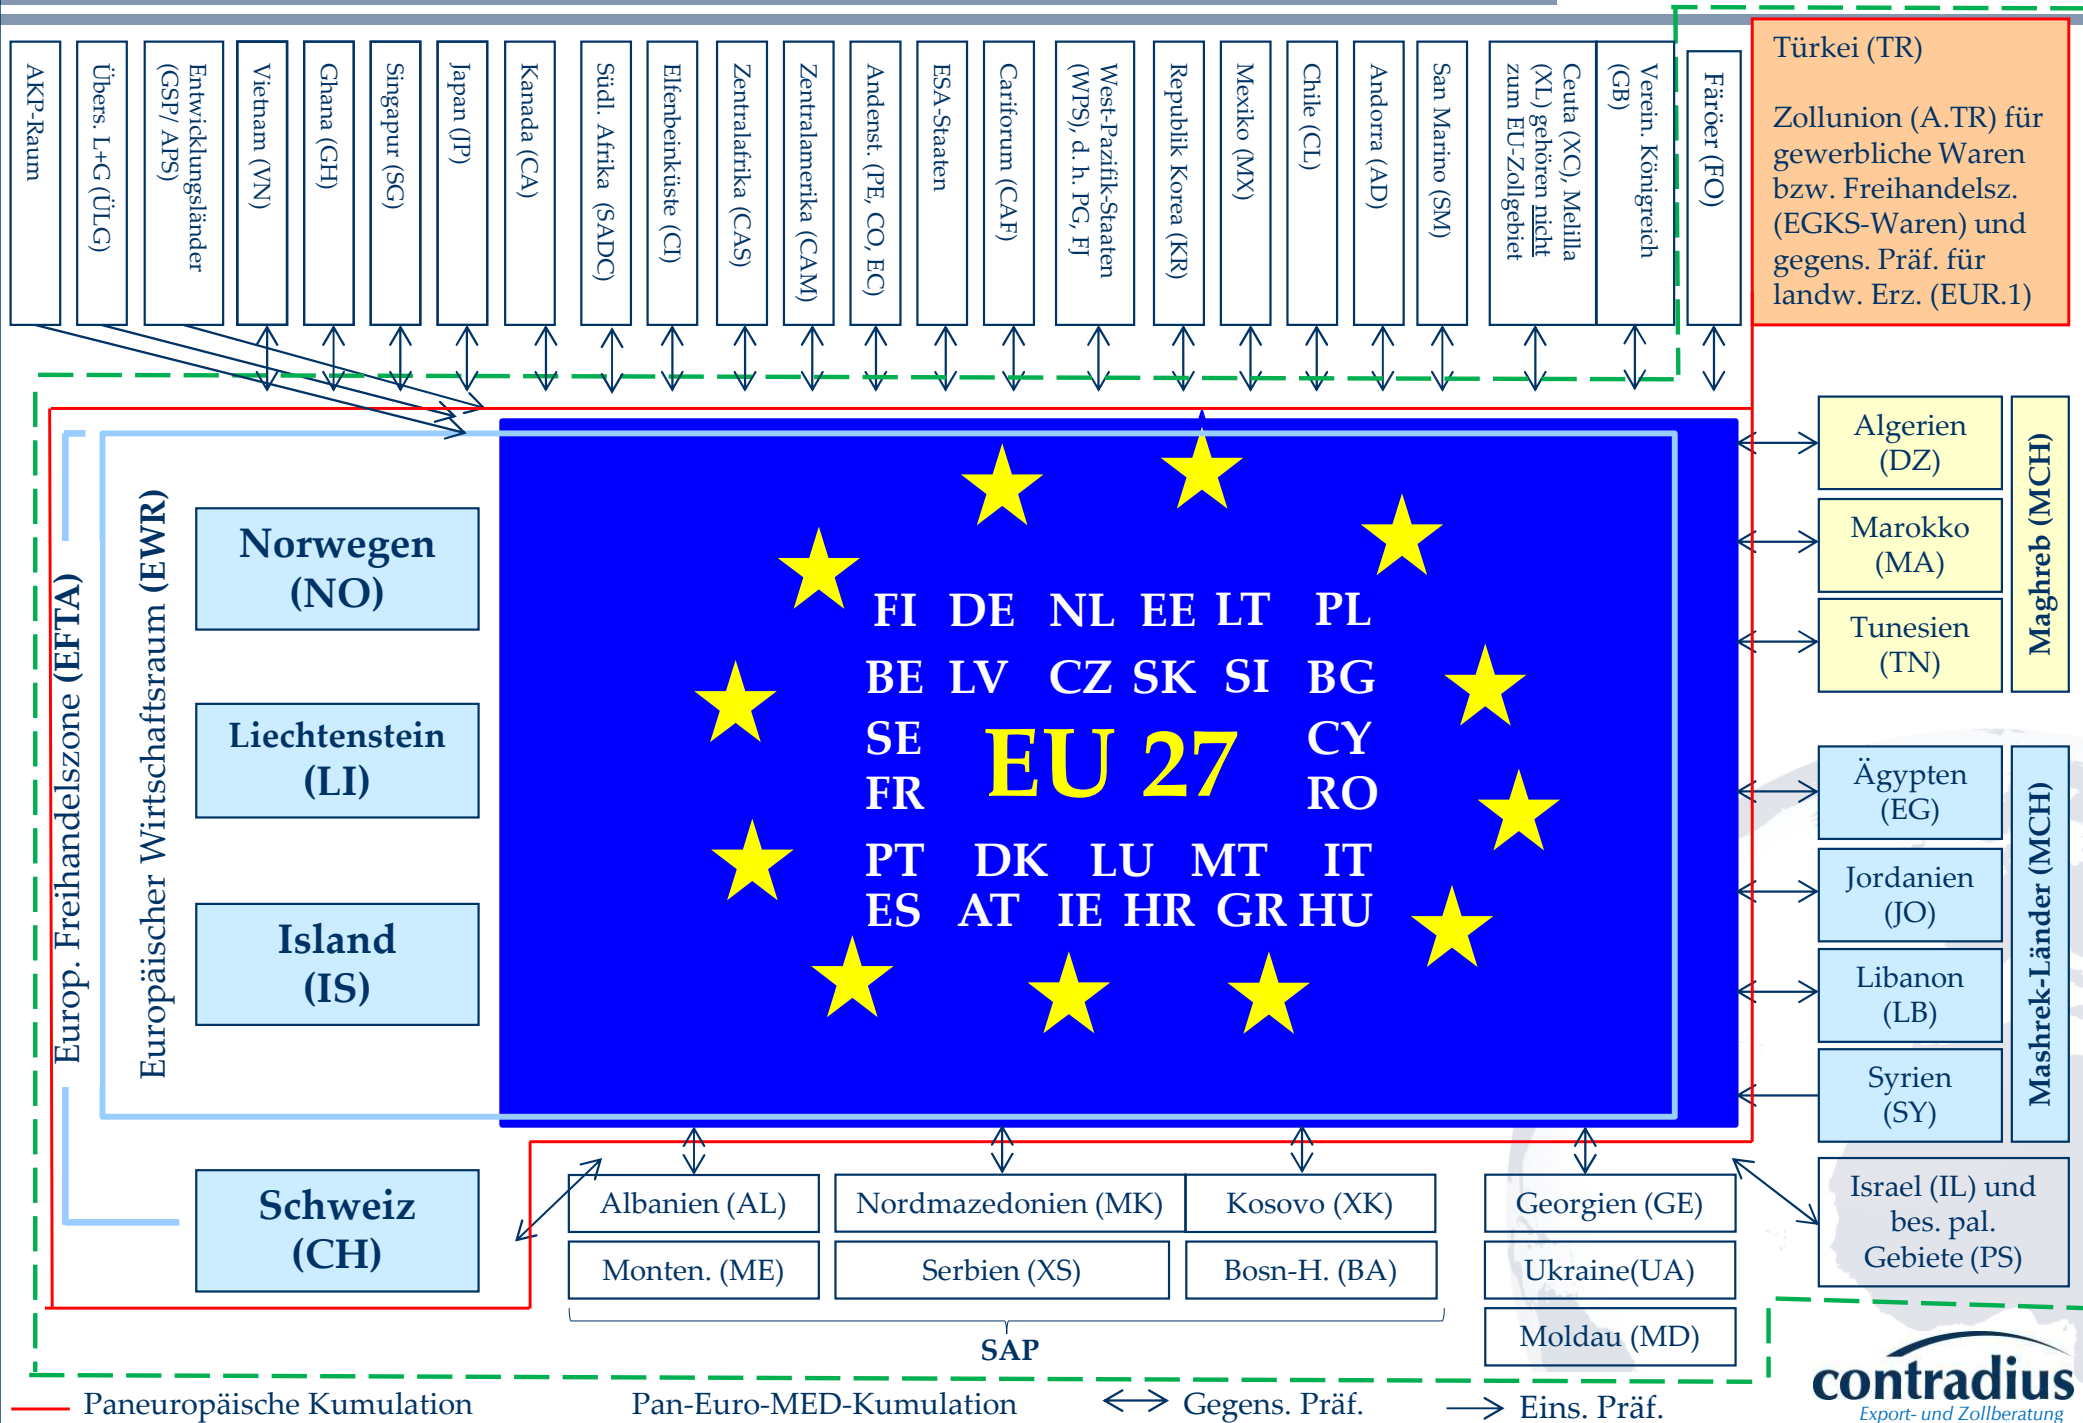 AKP-Raum
Übers. L+G (ÜLG)
Entwicklungsländer
(GSP/ APS)
Vietnam (VN)
Ghana (GH)
Singapur (SG)
Japan (JP)
Kanada (CA)
Südl. Afrika (SADC)
Elfenbeinküste (CI)
Zentralafrika (CAS)
Zentralamerika (CAM)
Andenst. (PE, CO, EC)
ESA-Staaten
Cariforum (CAF)
West-Pazifik-Staaten
(WPS), d. h. PG, FJ
Republik Korea (KR)
Mexiko (MX)
Chile (CL)
Andorra (AD)
San Marino (SM)
Ceuta (XC), Melilla
(XL) gehören nicht
zum EU-Zollgebiet
Verein. Königreich
(GB)
Färöer (FO)
Türkei (TR)
Zollunion (A.TR) für
gewerbliche Waren
bzw. Freihandelsz.
(EGKS-Waren) und
gegens. Präf. für
landw. Erz. (EUR.1)
Europ. Freihandelszone (EFTA)
Europäischer Wirtschaftsraum (EWR)
Norwegen
(NO)
Liechtenstein
(LI)
Island
(IS)
Schweiz
(CH)
FI DE NL EE LT PL
BE LV CZ SK SI BG
SE EU 27 CY
FR RO
PT DK LU MT IT
ES AT IE HR GR HU
Algerien
(DZ)
Marokko
(MA)
Tunesien
(TN)
Maghreb (MCH)
Ägypten
(EG)
Jordanien
(JO)
Libanon
(LB)
Syrien
(SY)
Mashrek-Länder (MCH)
Israel (IL) und
bes. pal.
Gebiete (PS)
Albanien (AL)
Nordmazedonien (MK)
Kosovo (XK)
Georgien (GE)
Monten. (ME)
Serbien (XS)
Bosn-H. (BA)
Ukraine(UA)
SAP
Moldau (MD)
Paneuropäische Kumulation
Pan-Euro-MED-Kumulation
Gegens. Präf.
Eins. Präf.
contradius
Export- und Zollberatung